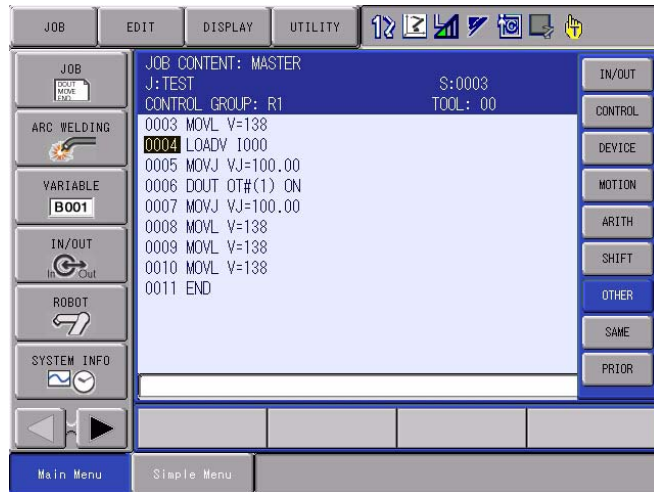 JOB EDIT DISPLAY UTILITY
JOB
DOUT
MOVE
END
ARC WELDING
VARIABLE
B001
IN/OUT
In Out
ROBOT
SYSTEM INFO
JOB CONTENT: MASTER
J:TEST S:0003
CONTROL GROUP: R1 TOOL: 00
0003 MOVL V=138
0004 LOADV I000
0005 MOVJ VJ=100.00
0006 DOUT OT#(1) ON
0007 MOVJ VJ=100.00
0008 MOVL V=138
0009 MOVL V=138
0010 MOVL V=138
0011 END
IN/OUT
CONTROL
DEVICE
MOTION
ARITH
SHIFT
OTHER
SAME
PRIOR
Main Menu Simple Menu